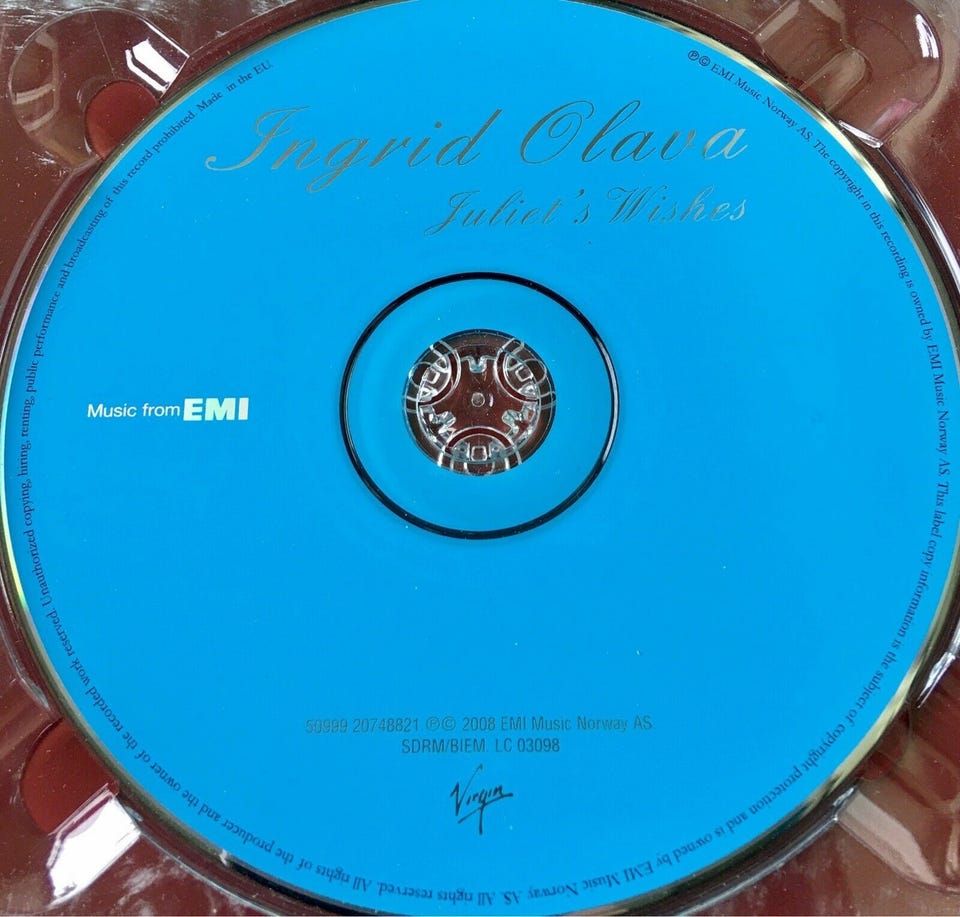 Ingrid Olava
Juliet's Wishes
Music from EMI
50999 20748821 ℗© 2008 EMI Music Norway AS.
SDRM/BIEM. LC 03098
Virgin
℗© EMI Music Norway AS. The copyright in this recording is owned by EMI Music Norway AS. This label copy information is the subject of copyright protection and is owned by EMI Music Norway AS. All rights reserved. All rights of the producer and the owner of the recorded work reserved. Unauthorized copying, hiring, renting, public performance and broadcasting of this record prohibited. Made in the EU.